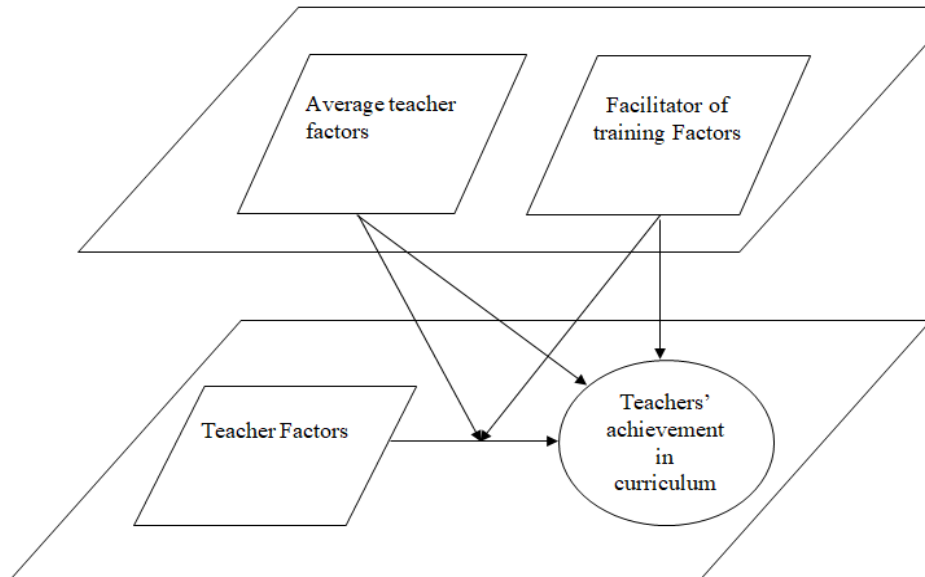 Average teacher
factors
Facilitator of
training Factors
Teacher Factors
Teachers’
achievement
in
curriculum